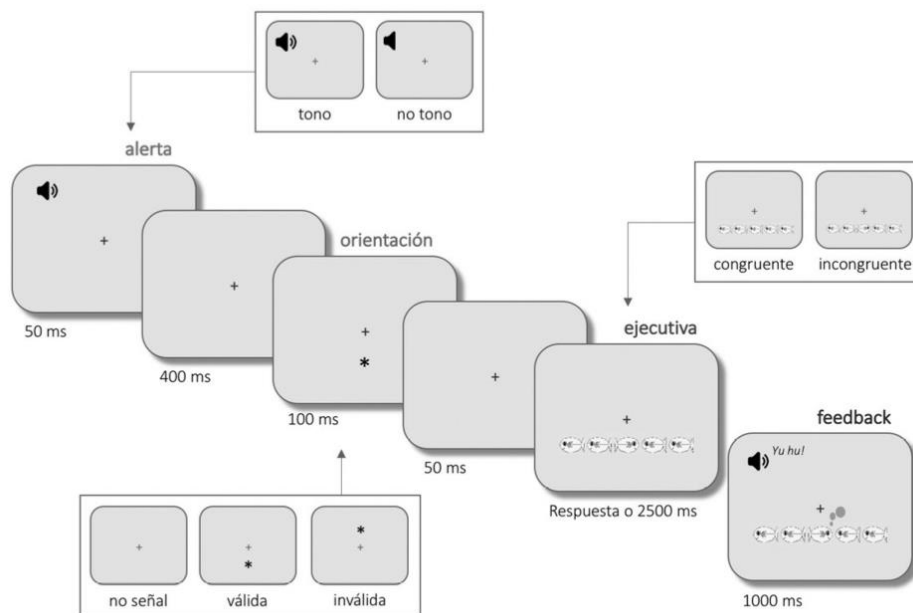 tono
no tono
alerta
50 ms
400 ms
orientación
100 ms
50 ms
congruente
incongruente
ejecutiva
Respuesta o 2500 ms
feedback
Yu hu!
1000 ms
no señal
válida
inválida